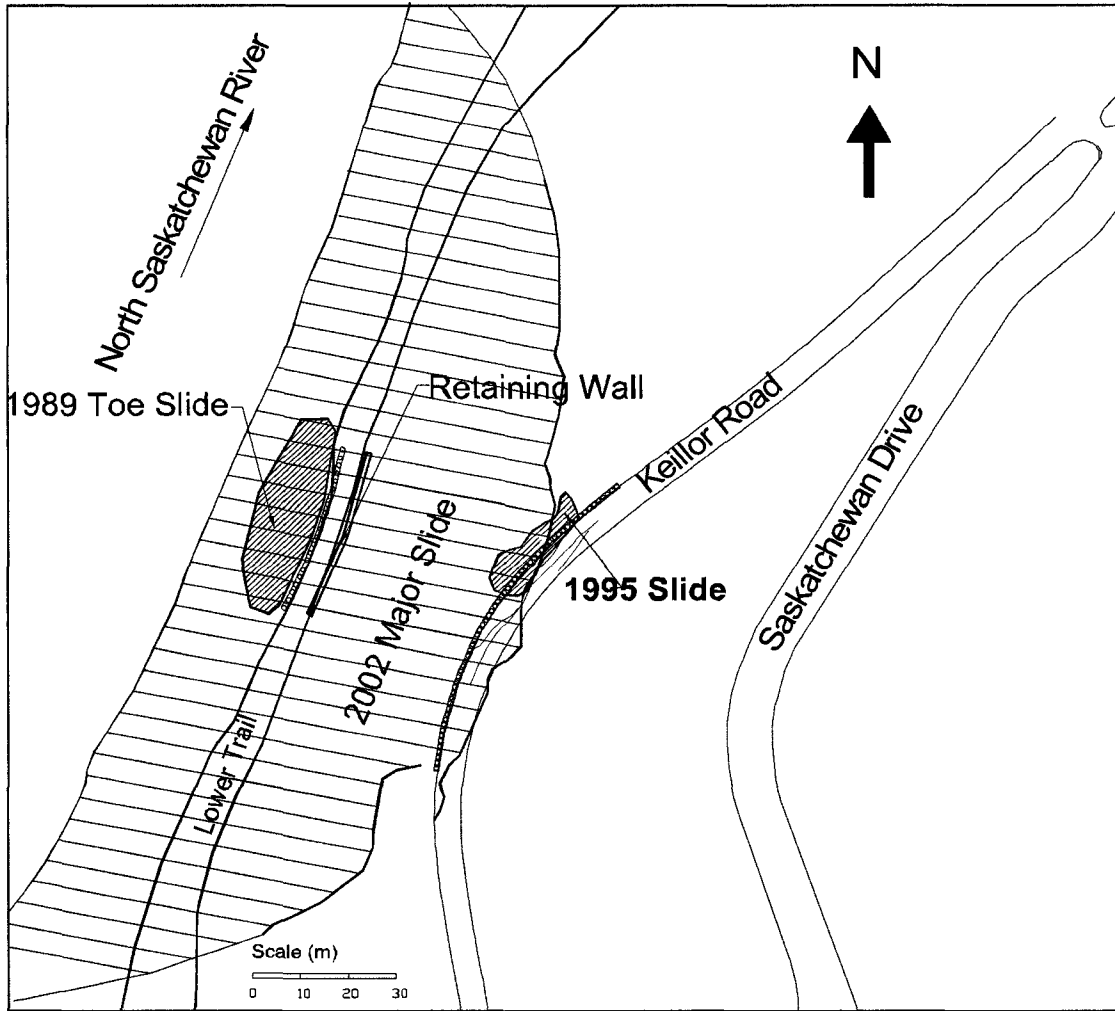 N
North Saskatchewan River
1989 Toe Slide
Retaining Wall
Keillor Road
Saskatchewan Drive
1995 Slide
2002 Major Slide
Lower Trail
Scale (m)
0 10 20 30